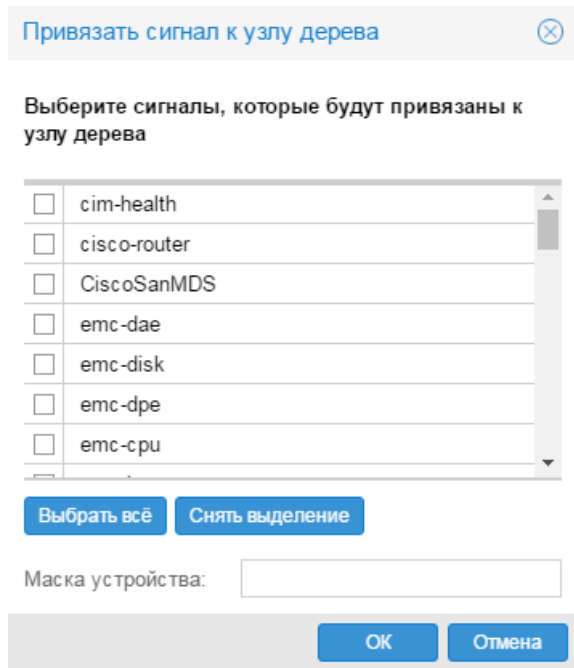 Привязать сигнал к узлу дерева
Выберите сигналы, которые будут привязаны к
узлу дерева
cim-health
cisco-router
CiscoSanMDS
emc-dae
emc-disk
emc-dpe
emc-cpu
Выбрать всё Снять выделение
Маска устройства:
ОК Отмена